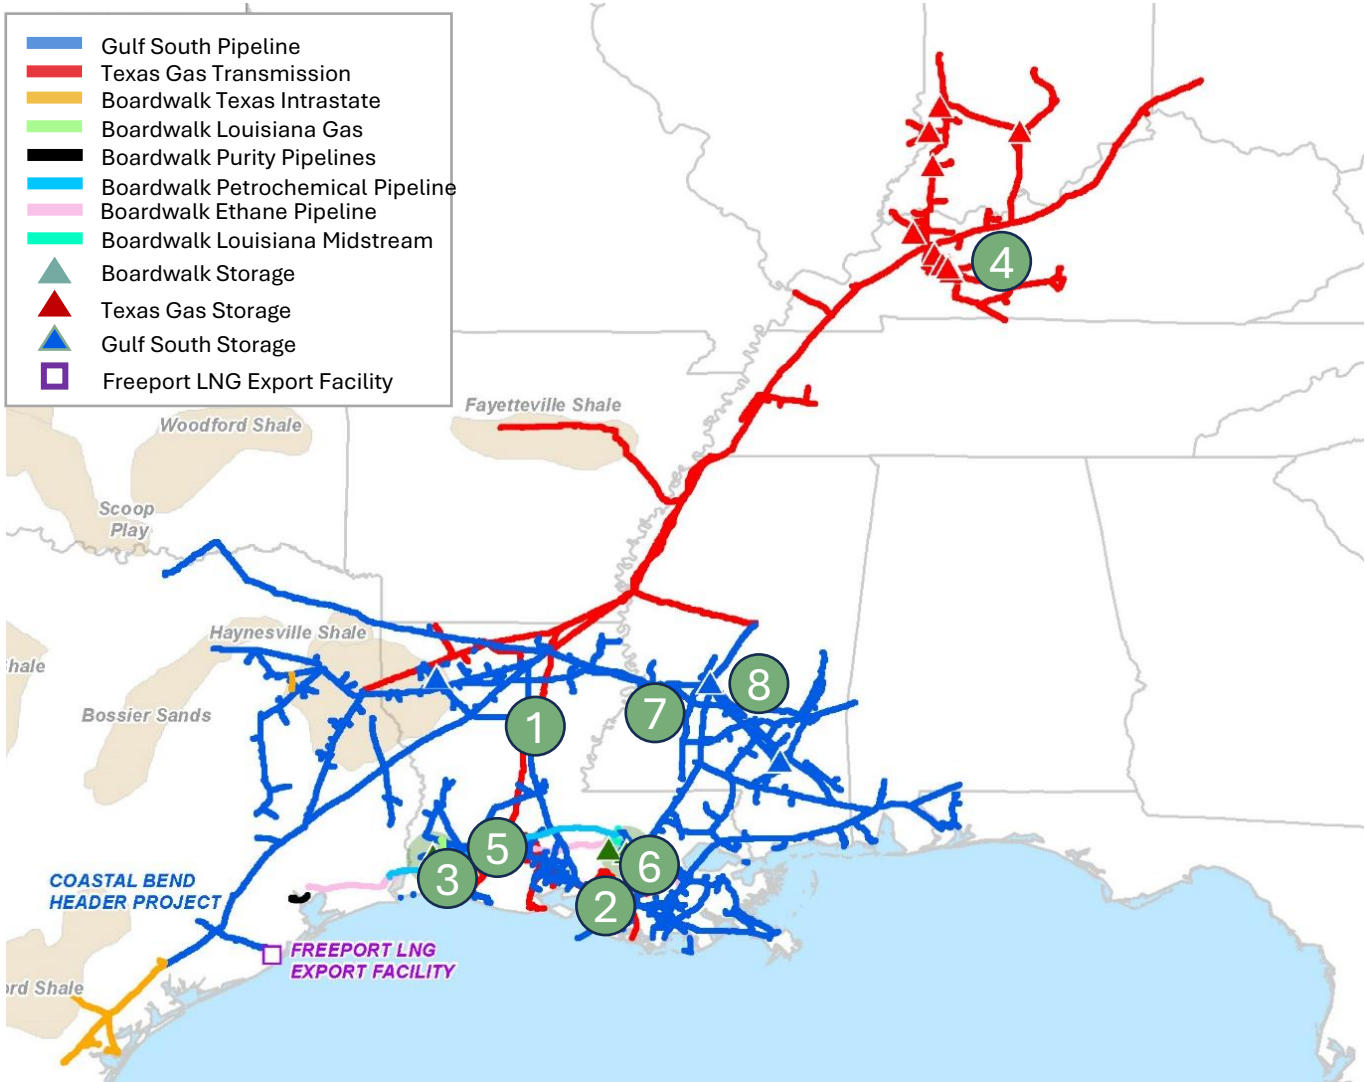 Gulf South Pipeline
Texas Gas Transmission
Boardwalk Texas Intrastate
Boardwalk Louisiana Gas
Boardwalk Purity Pipelines
Boardwalk Petrochemical Pipeline
Boardwalk Ethane Pipeline
Boardwalk Louisiana Midstream
Boardwalk Storage
Texas Gas Storage
Gulf South Storage
Freeport LNG Export Facility
4
Fayetteville Shale
Woodford Shale
Scoop
Play
Haynesville Shale
hale
Bossier Sands
8
7
1
5
6
3
2
COASTAL BEND
HEADER PROJECT
FREEPORT LNG
EXPORT FACILITY
ord Shale